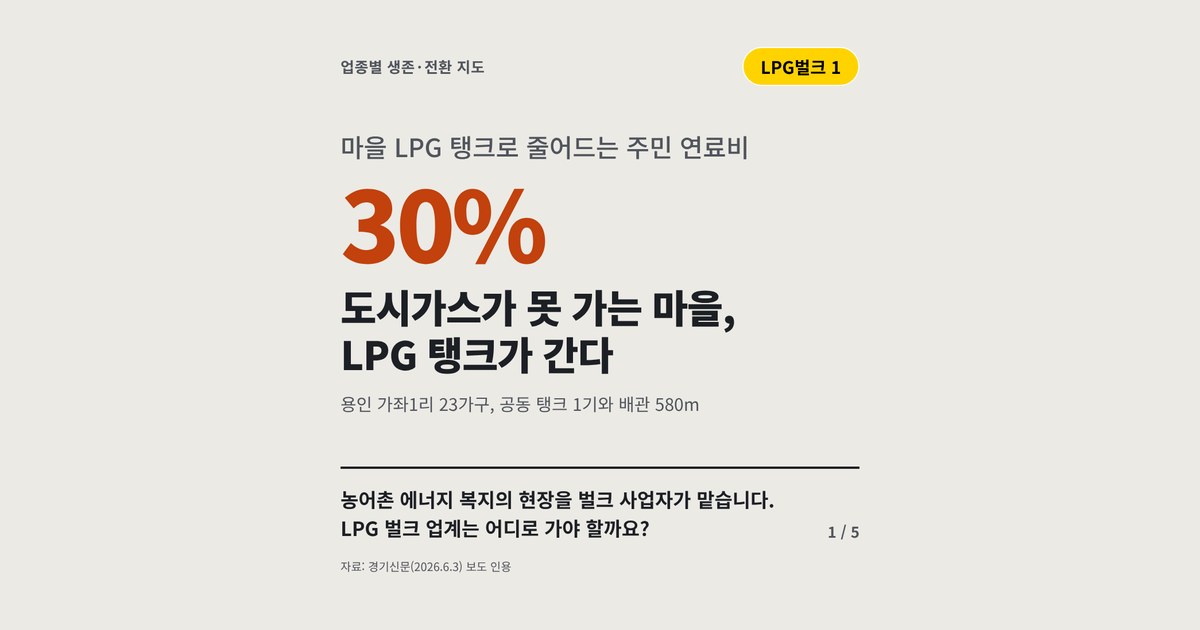 업종별 생존·전환 지도
LPG벌크 1
마을 LPG 탱크로 줄어드는 주민 연료비
30%
도시가스가 못 가는 마을,
LPG 탱크가 간다
용인 가좌1리 23가구, 공동 탱크 1기와 배관 580m
농어촌 에너지 복지의 현장을 벌크 사업자가 맡습니다.
LPG 벌크 업계는 어디로 가야 할까요?
1 / 5
자료: 경기신문(2026.6.3) 보도 인용